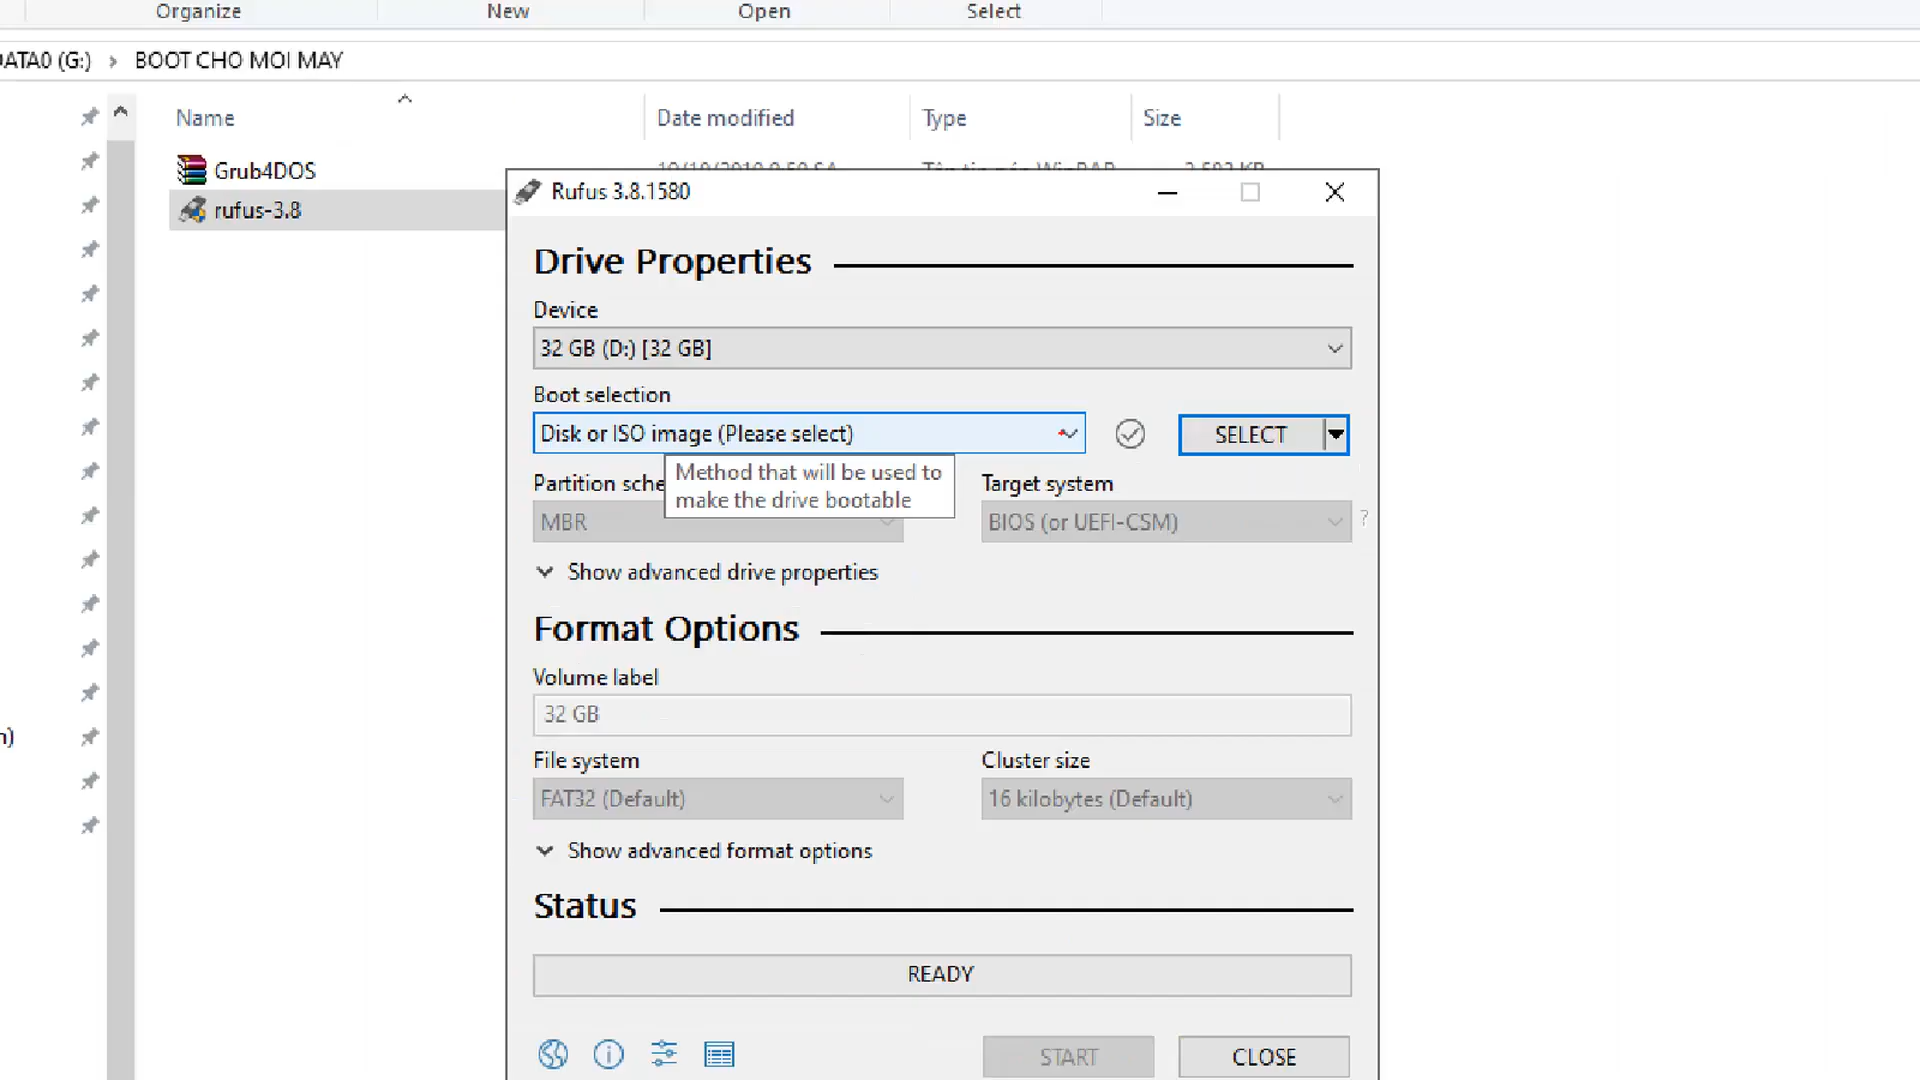 Organize New Open Select
DATA0 (G:) BOOT CHO MOI MAY
Name Date modified Type Size
Grub4DOS
rufus-3.8
Rufus 3.8.1580
Drive Properties
Device
32 GB (D:) [32 GB]
Boot selection
Disk or ISO image (Please select) SELECT
Method that will be used to
make the drive bootable
Partition sche Target system
MBR BIOS (or UEFI-CSM) ?
Show advanced drive properties
Format Options
Volume label
32 GB
File system Cluster size
FAT32 (Default) 16 kilobytes (Default)
Show advanced format options
Status
READY
START CLOSE